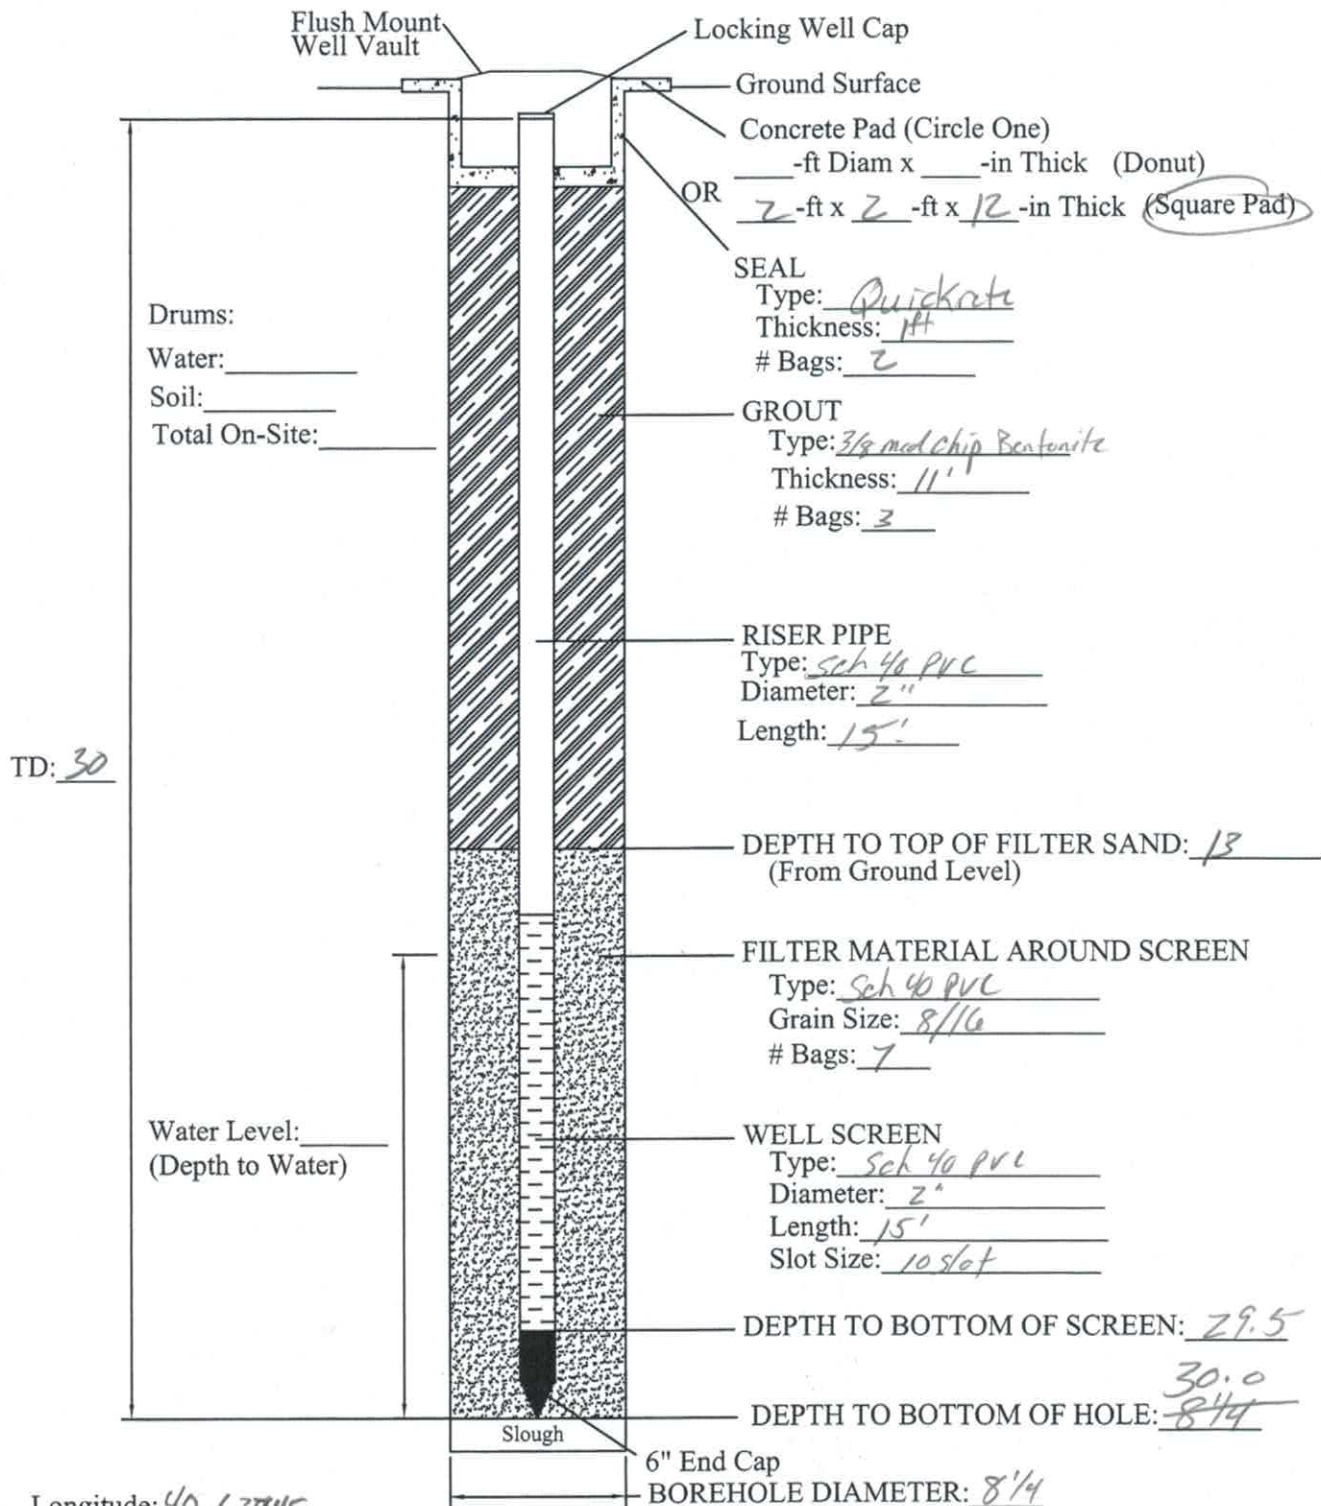 Flush Mount
Well Vault
Locking Well Cap
Ground Surface
Concrete Pad (Circle One)
____-ft Diam x ____-in Thick (Donut)
OR 2 -ft x 2 -ft x 12 -in Thick (Square Pad)
SEAL
Type: Quickrete
Thickness: 1ft
# Bags: 2
Drums:
Water:
Soil:
Total On-Site:
GROUT
Type: 3/8 med chip Bentonite
Thickness: 11'
# Bags: 3
RISER PIPE
Type: sch 40 PVC
Diameter: 2"
Length: 15'
TD: 30
DEPTH TO TOP OF FILTER SAND: 13
(From Ground Level)
FILTER MATERIAL AROUND SCREEN
Type: Sch 40 PVC
Grain Size: 8/16
# Bags: 7
Water Level:
(Depth to Water)
WELL SCREEN
Type: Sch 40 PVC
Diameter: 2"
Length: 15'
Slot Size: 10 slot
DEPTH TO BOTTOM OF SCREEN: 29.5
30.0
DEPTH TO BOTTOM OF HOLE: 8 1/4
Slough
6" End Cap
BOREHOLE DIAMETER: 8 1/4
Longitude: